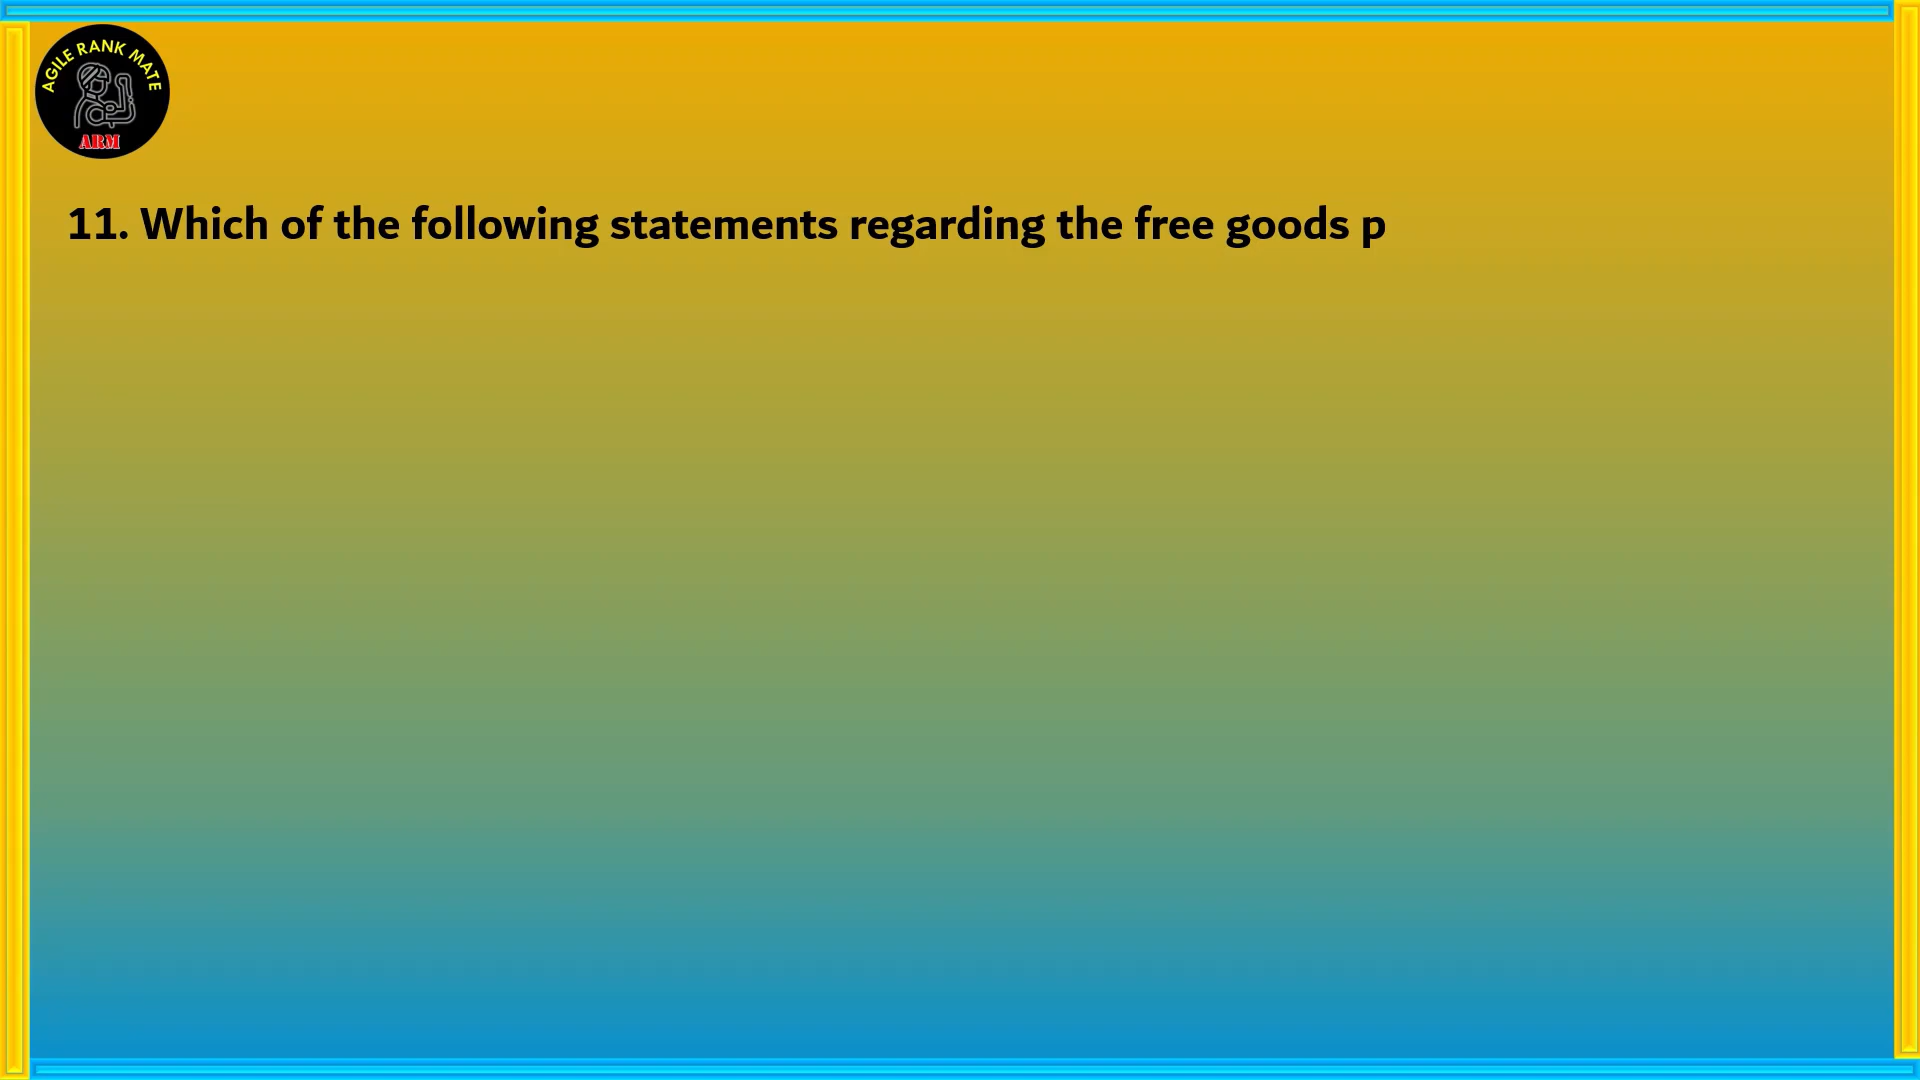 AGILE RANK MATE
ARM
11. Which of the following statements regarding the free goods p